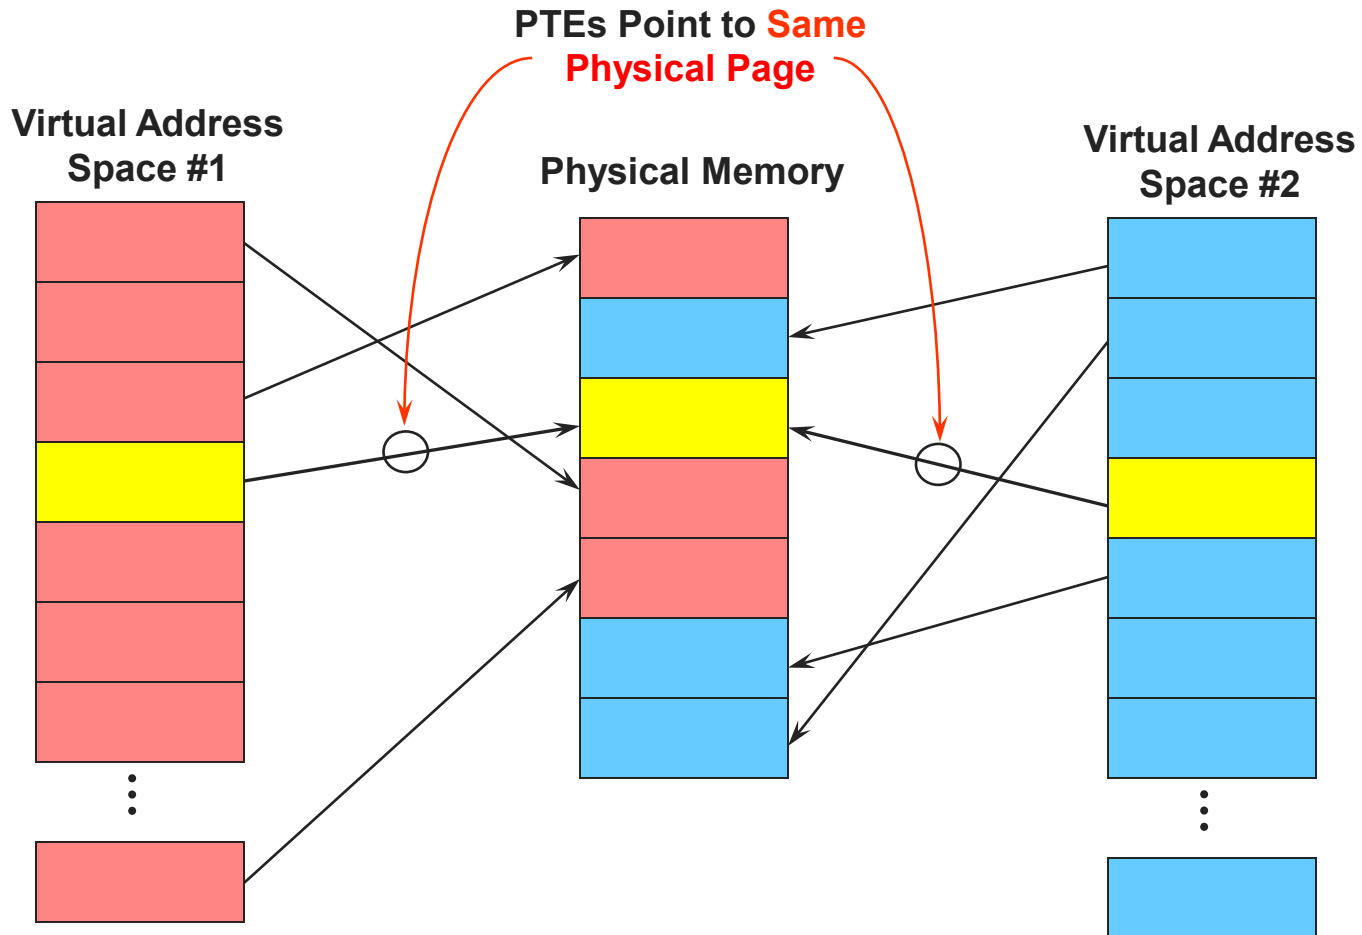 PTEs Point to Same
Physical Page
Virtual Address
Space #1
Physical Memory
Virtual Address
Space #2